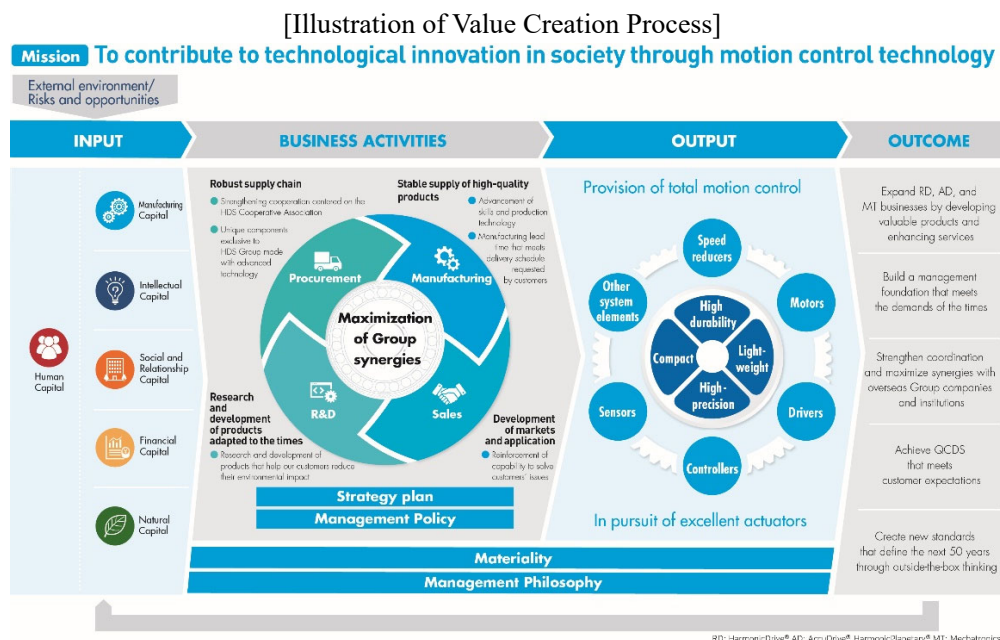 [Illustration of Value Creation Process]
Mission To contribute to technological innovation in society through motion control technology
External environment/
Risks and opportunities
INPUT
BUSINESS ACTIVITIES
OUTPUT
OUTCOME
Human
Capital
Manufacturing
Capital
Intellectual
Capital
Social and
Relationship
Capital
Financial
Capital
Natural
Capital
Robust supply chain
Strengthening cooperation centered on the
HDS Cooperative Association
Unique components
exclusive to
HDS Group made
with advanced
technology
Stable supply of high-quality
products
Advancement of
skills and production
technology
Manufacturing lead
time that meets
delivery schedule
requested
by customers
Procurement
Manufacturing
Maximization
of Group
synergies
R&D
Sales
Research
and
development
of products
adapted to the times
Research and development of
products that help our customers reduce
their environmental impact
Development
of markets
and application
Reinforcement of
capability to solve
customers' issues
Strategy plan
Management Policy
Provision of total motion control
Speed
reducers
Other
system
elements
Motors
High
durability
Compact
Light-
weight
High-
precision
Sensors
Drivers
Controllers
In pursuit of excellent actuators
Materiality
Management Philosophy
Expand RD, AD, and
MT businesses by developing
valuable products and
enhancing services
Build a management
foundation that meets
the demands of the times
Strengthen coordination
and maximize synergies with
overseas Group companies
and institutions
Achieve QCDS
that meets
customer expectations
Create new standards
that define the next 50 years
through outside-the-box thinking
RD: HarmonicDrive® AD: AccuDrive® HarmonicPlanetary® MT: Mechatronics